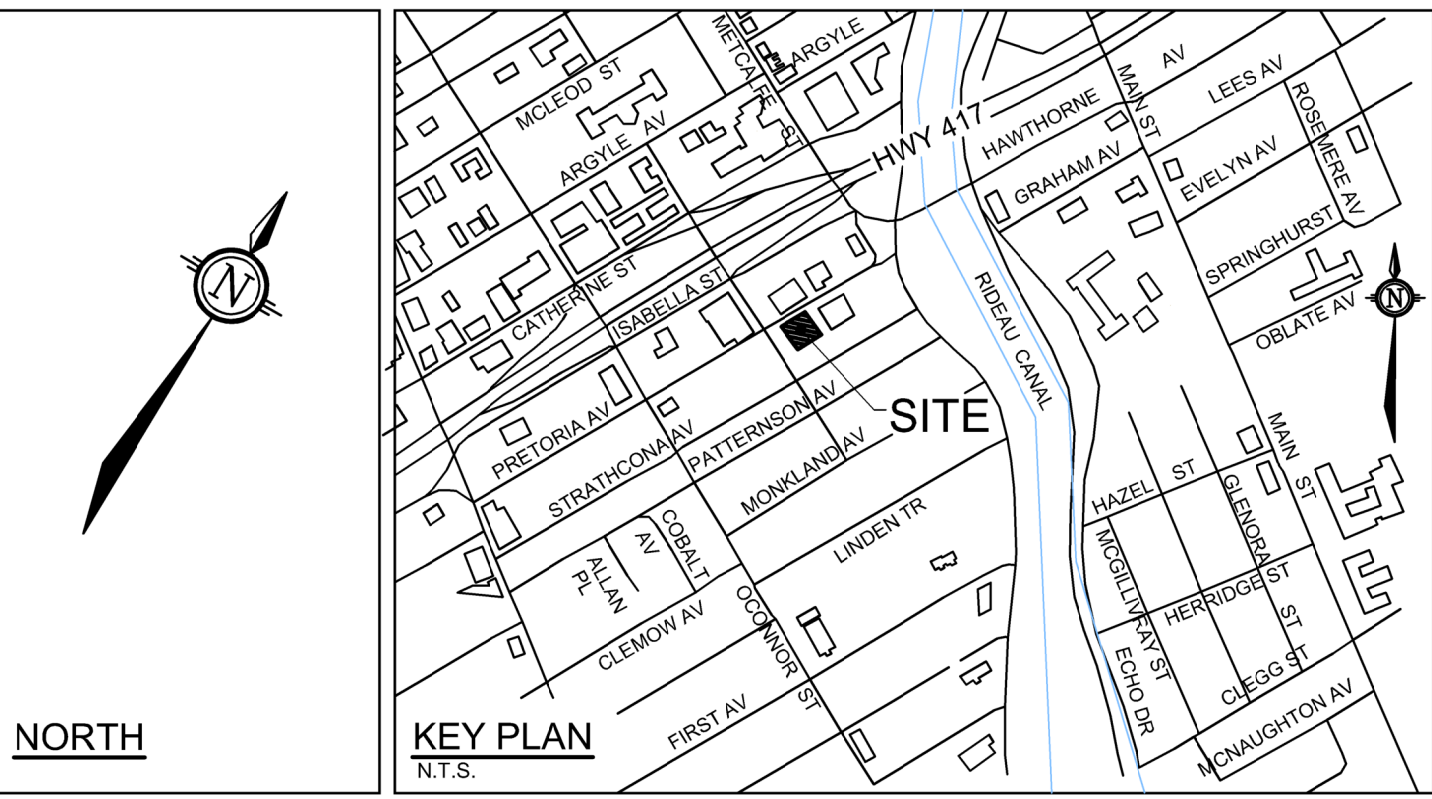 N
NORTH
MCLEOD ST
ARGYLE AV
METCALFE ST
ARGYLE
HWY 417
CATHERINE ST
ISABELLA ST
PRETORIA AV
STRATHCONA AV
PATTERNSON AV
MONKLAND AV
SITE
LINDEN TR
COBALT AV
ALLAN PL
CLEMOW AV
OCONNOR ST
FIRST AV
RIDEAU CANAL
HAWTHORNE AV
MAIN ST
GRAHAM AV
LEES AV
ROSEMERE AV
EVELYN AV
SPRINGHURST
OBLATE AV
N
MAIN ST
HAZEL ST
GLENORA ST
MCGILLIVRAY ST
HERRIDGE ST
ECHO DR
CLEGG ST
MCNAUGHTON AV
KEY PLAN
N.T.S.